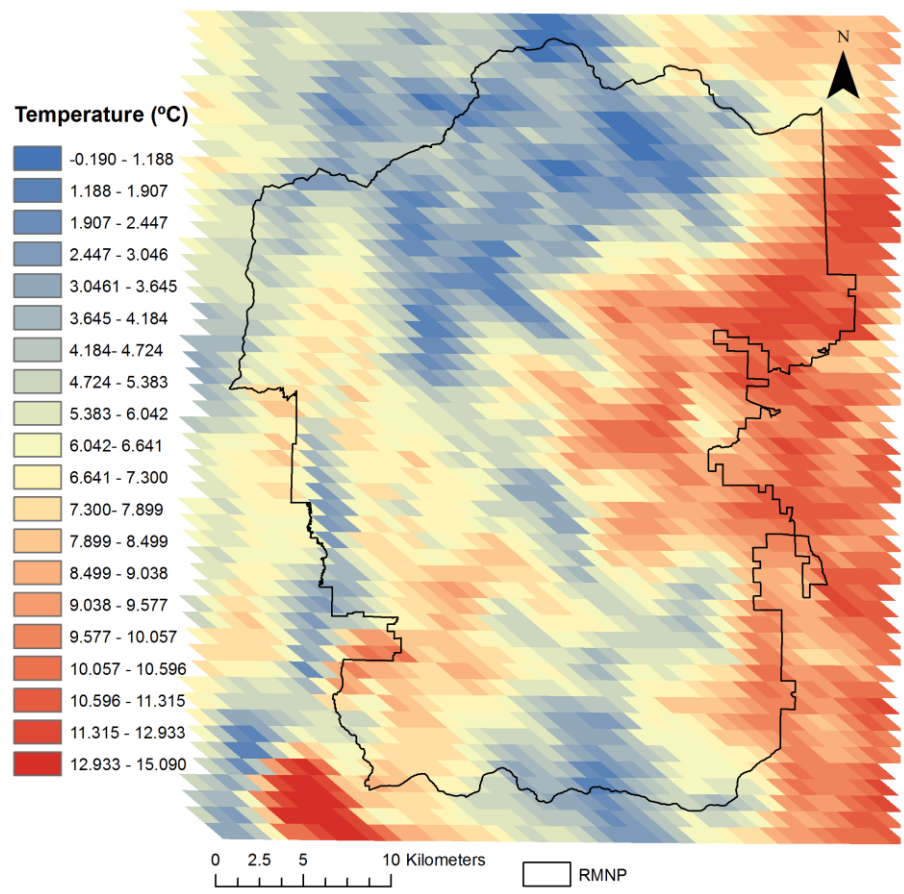 N
Temperature (ºC)
-0.190 - 1.188
1.188 - 1.907
1.907 - 2.447
2.447 - 3.046
3.0461 - 3.645
3.645 - 4.184
4.184- 4.724
4.724 - 5.383
5.383 - 6.042
6.042- 6.641
6.641 - 7.300
7.300- 7.899
7.899 - 8.499
8.499 - 9.038
9.038 - 9.577
9.577 - 10.057
10.057 - 10.596
10.596 - 11.315
11.315 - 12.933
12.933 - 15.090
0 2.5 5 10 Kilometers
RMNP